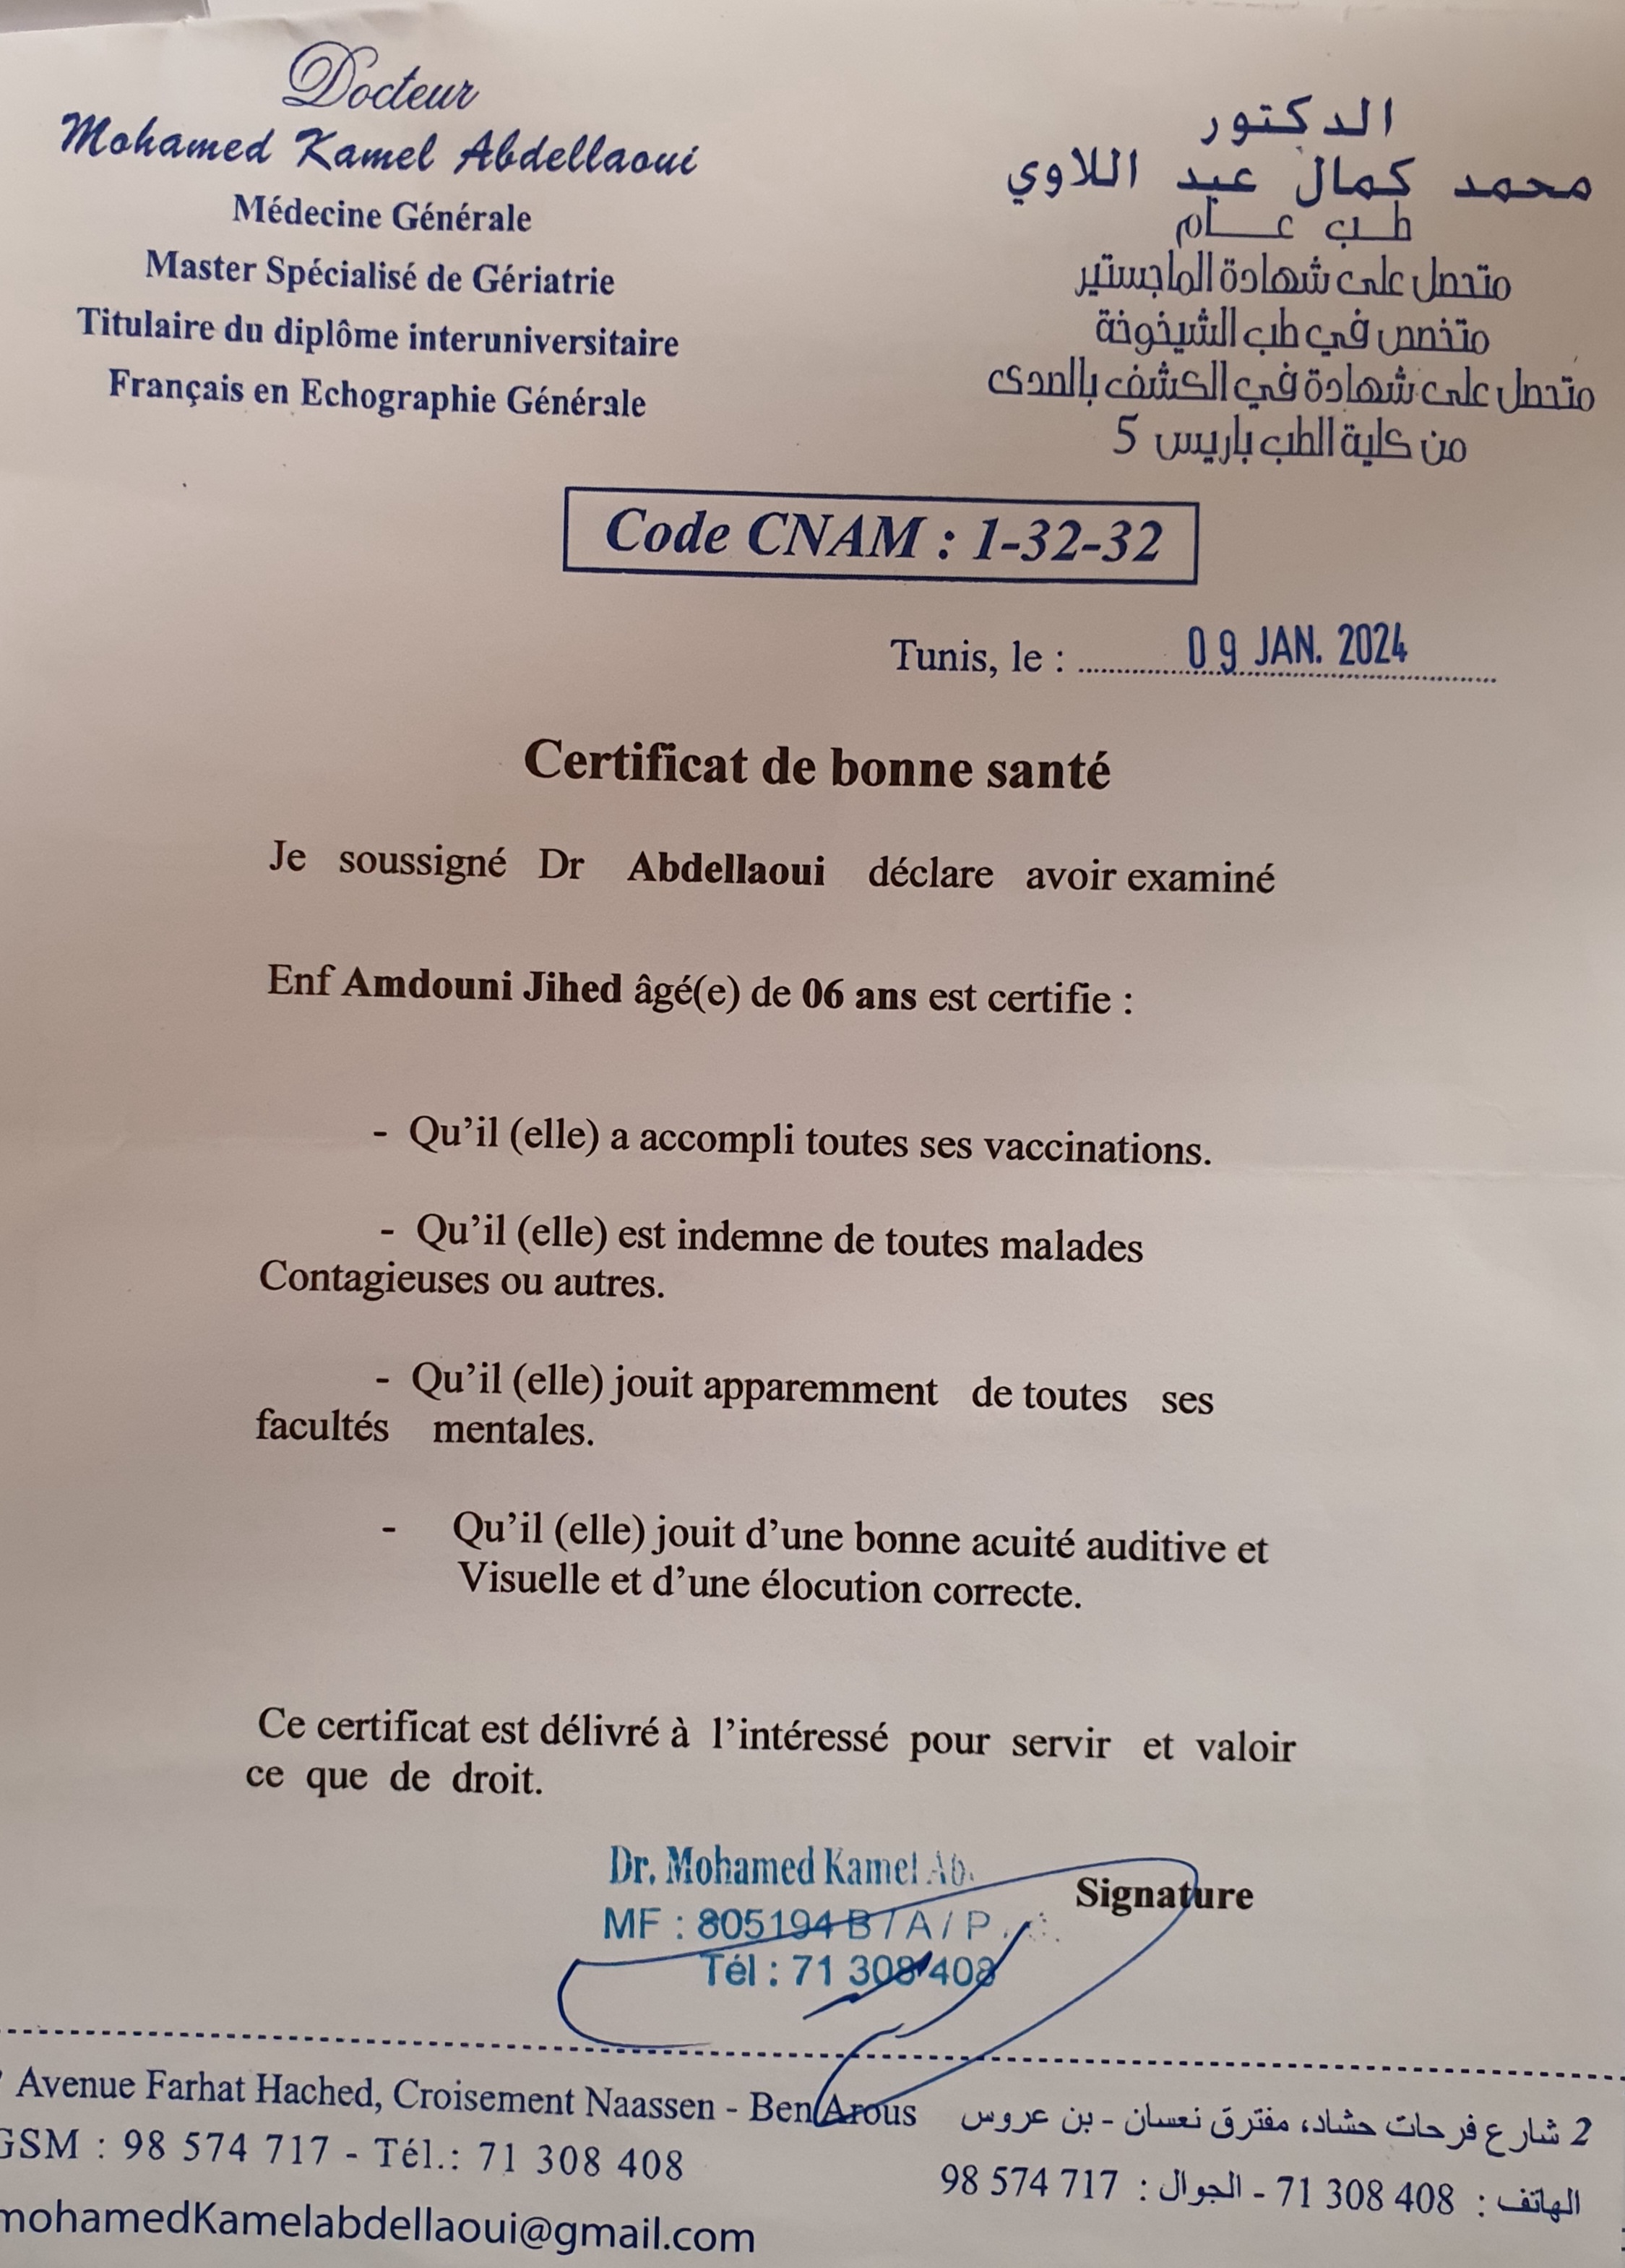 Docteur
Mohamed Kamel Abdellaoui
Médecine Générale
Master Spécialisé de Gériatrie
Titulaire du diplôme interuniversitaire
Français en Echographie Générale
الدكتور
محمد كمال عبد اللاوي
طب عام
متحصل على شهادة الماجستير
متخصص في طب الشيخوخة
متحصل على شهادة في الكشف بالصدى
من كلية الطب باريس 5
Code CNAM : 1-32-32
Tunis, le : 09 JAN. 2024
Certificat de bonne santé
Je soussigné Dr Abdellaoui déclare avoir examiné
Enf Amdouni Jihed âgé(e) de 06 ans est certifie :
- Qu’il (elle) a accompli toutes ses vaccinations.
- Qu’il (elle) est indemne de toutes malades
Contagieuses ou autres.
- Qu’il (elle) jouit apparemment de toutes ses
facultés mentales.
- Qu’il (elle) jouit d’une bonne acuité auditive et
Visuelle et d’une élocution correcte.
Ce certificat est délivré à l’intéressé pour servir et valoir
ce que de droit.
Dr. Mohamed Kamel
MF : 805194 B / A / P
Tél : 71 308 408
Signature
Avenue Farhat Hached, Croisement Naassen - Ben Arous
GSM : 98 574 717 - Tél.: 71 308 408
mohamedKamelabdellaoui@gmail.com
2 شارع فرحات حشاد، مفترق نعسان - بن عروس
الهاتف : 71 308 408 - الجوال : 98 574 717